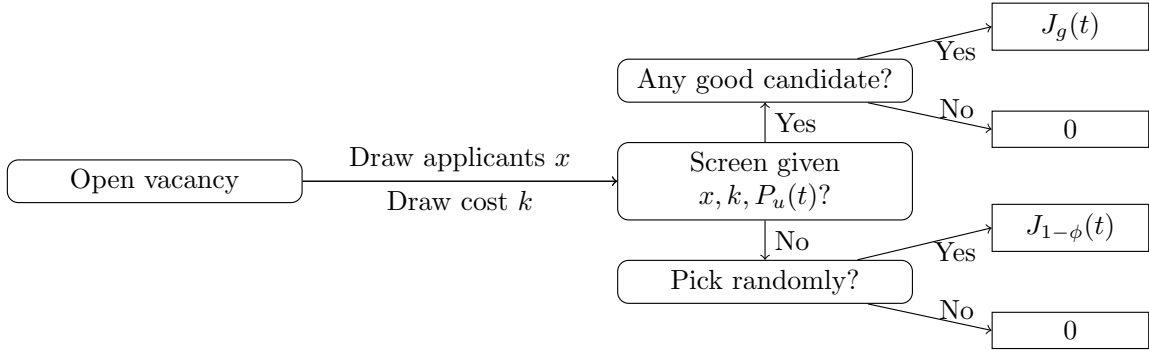 Open vacancy
Draw applicants x
Draw cost k
Screen given
x, k, P_u(t)?
Yes
Any good candidate?
Yes
J_g(t)
No
0
No
Pick randomly?
Yes
J_{1−ϕ}(t)
No
0